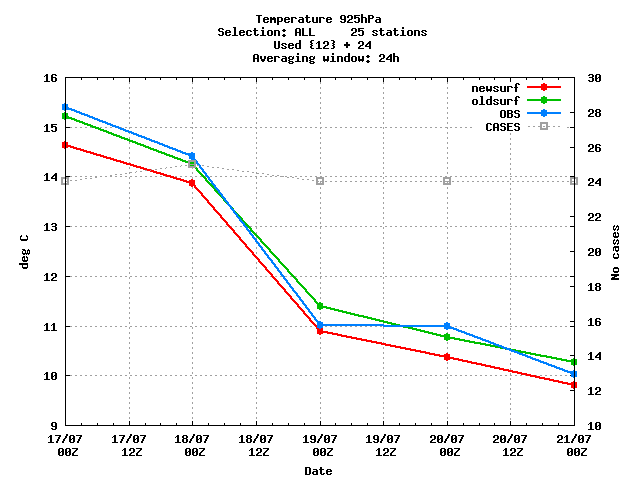 Temperature 925hPa
Selection: ALL     25 stations
Used {12} + 24
Averaging window: 24h
newsurf
oldsurf
OBS
CASES
16
15
14
13
12
11
10
9
30
28
26
24
22
20
18
16
14
12
10
deg C
No cases
17/07 17/07 18/07 18/07 19/07 19/07 20/07 20/07 21/07
00Z 12Z 00Z 12Z 00Z 12Z 00Z 12Z 00Z
Date